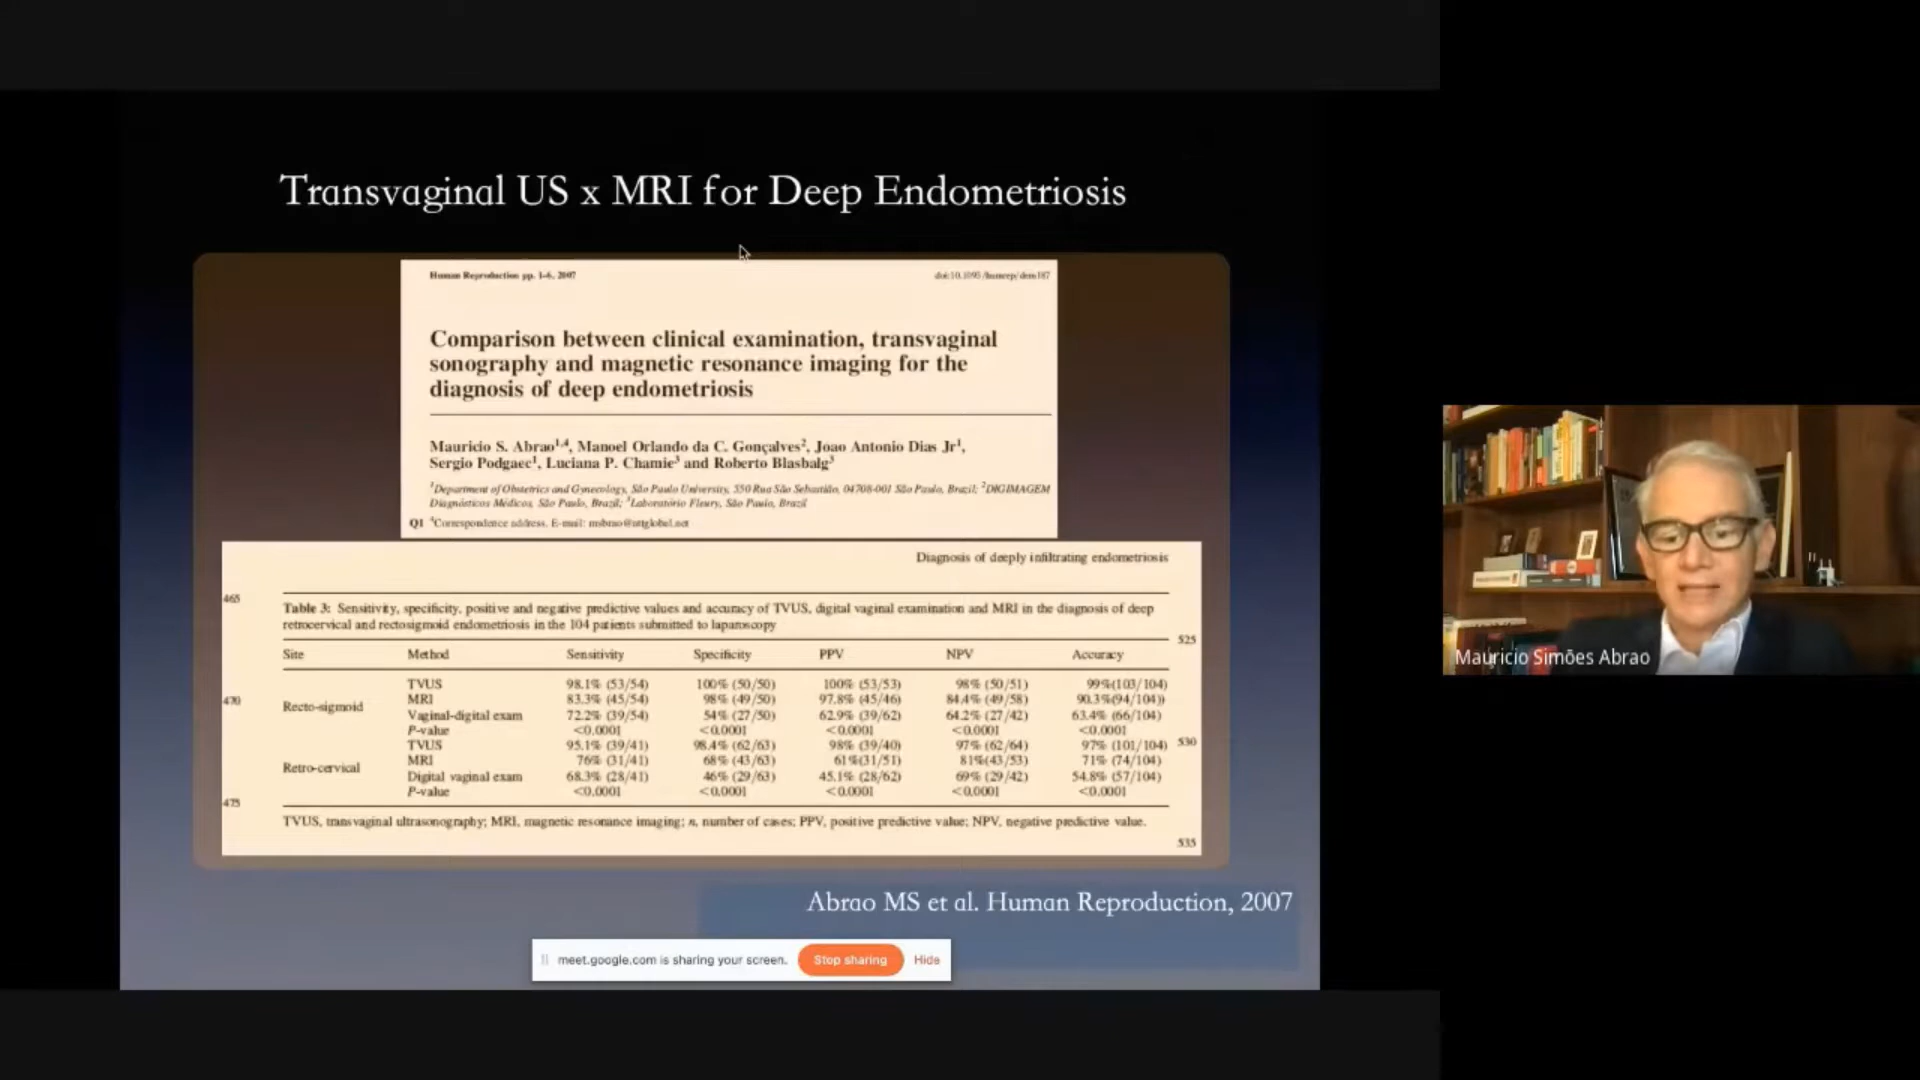 Transvaginal US x MRI for Deep Endometriosis
Human Reproduction pp. 1–6, 2007
doi:10.1093/humrep/dem187
Comparison between clinical examination, transvaginal
sonography and magnetic resonance imaging for the
diagnosis of deep endometriosis
Mauricio S. Abrao1,4, Manoel Orlando da C. Gonçalves2, Joao Antonio Dias Jr1,
Sergio Podgaec1, Luciana P. Chamie3 and Roberto Blasbalg3
1Department of Obstetrics and Gynecology, São Paulo University, 550 Rua São Sebastião, 04708-001 São Paulo, Brazil; 2DIGIMAGEM
Diagnósticos Médicos, São Paulo, Brazil; 3Laboratório Fleury, São Paulo, Brazil
Q1 4Correspondence address. E-mail:
Diagnosis of deeply infiltrating endometriosis
465
Table 3: Sensitivity, specificity, positive and negative predictive values and accuracy of TVUS, digital vaginal examination and MRI in the diagnosis of deep
retrocervical and rectosigmoid endometriosis in the 104 patients submitted to laparoscopy
525
Site Method Sensitivity Specificity PPV NPV Accuracy
TVUS 98.1% (53/54) 100% (50/50) 100% (53/53) 98% (50/51) 99%(103/104)
470 Recto-sigmoid MRI 83.3% (45/54) 98% (49/50) 97.8% (45/46) 84.4% (49/58) 90.3%(94/104))
Vaginal-digital exam 72.2% (39/54) 54% (27/50) 62.9% (39/62) 64.2% (27/42) 63.4% (66/104)
P-value <0.0001 <0.0001 <0.0001 <0.0001 <0.0001
TVUS 95.1% (39/41) 98.4% (62/63) 98% (39/40) 97% (62/64) 97% (101/104) 530
Retro-cervical MRI 76% (31/41) 68% (43/63) 61%(31/51) 81%(43/53) 71% (74/104)
Digital vaginal exam 68.3% (28/41) 46% (29/63) 45.1% (28/62) 69% (29/42) 54.8% (57/104)
P-value <0.0001 <0.0001 <0.0001 <0.0001 <0.0001
475
TVUS, transvaginal ultrasonography; MRI, magnetic resonance imaging; n, number of cases; PPV, positive predictive value; NPV, negative predictive value.
535
Abrao MS et al. Human Reproduction, 2007
meet.google.com is sharing your screen. Stop sharing Hide
Mauricio Simões Abrao